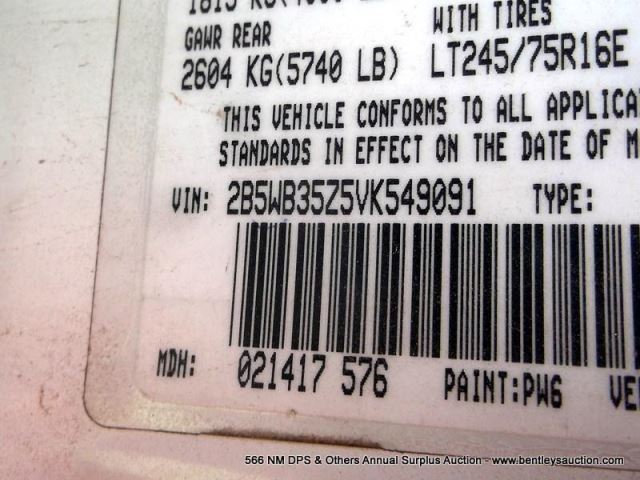 GAWR REAR
WITH TIRES
2604 KG(5740 LB) LT245/75R16E
THIS VEHICLE CONFORMS TO ALL
STANDARDS IN EFFECT ON THE DATE OF
VIN: 2B5WB35Z5VK549091 TYPE:
MDH: 021417 576 PAINT:PW6
566 NM DPS & Others Annual Surplus Auction - www.bentleysauction.com